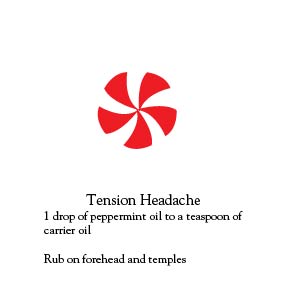 Tension Headache
1 drop of peppermint oil to a teaspoon of
carrier oil
Rub on forehead and temples